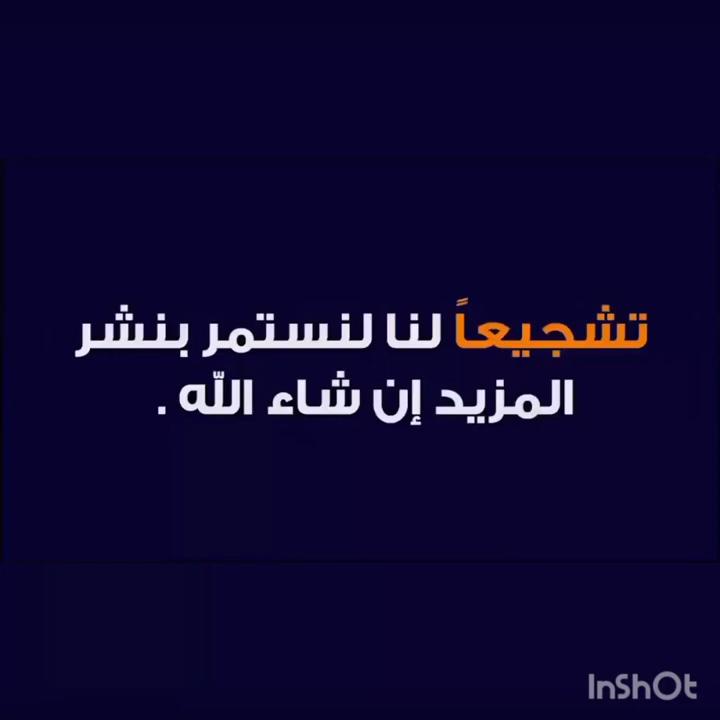 تشجيعاً لنا لنستمر بنشر
المزيد إن شاء الله .
InShOt